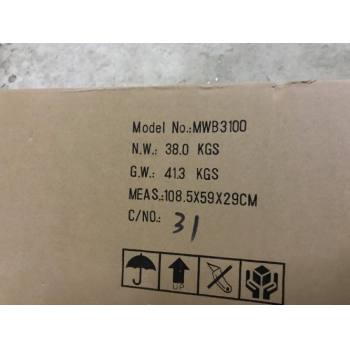 Model No.:MWB3100
N.W.: 38.0 KGS
G.W.: 41.3 KGS
MEAS.:108.5X59X29CM
C/NO.: 31
UP